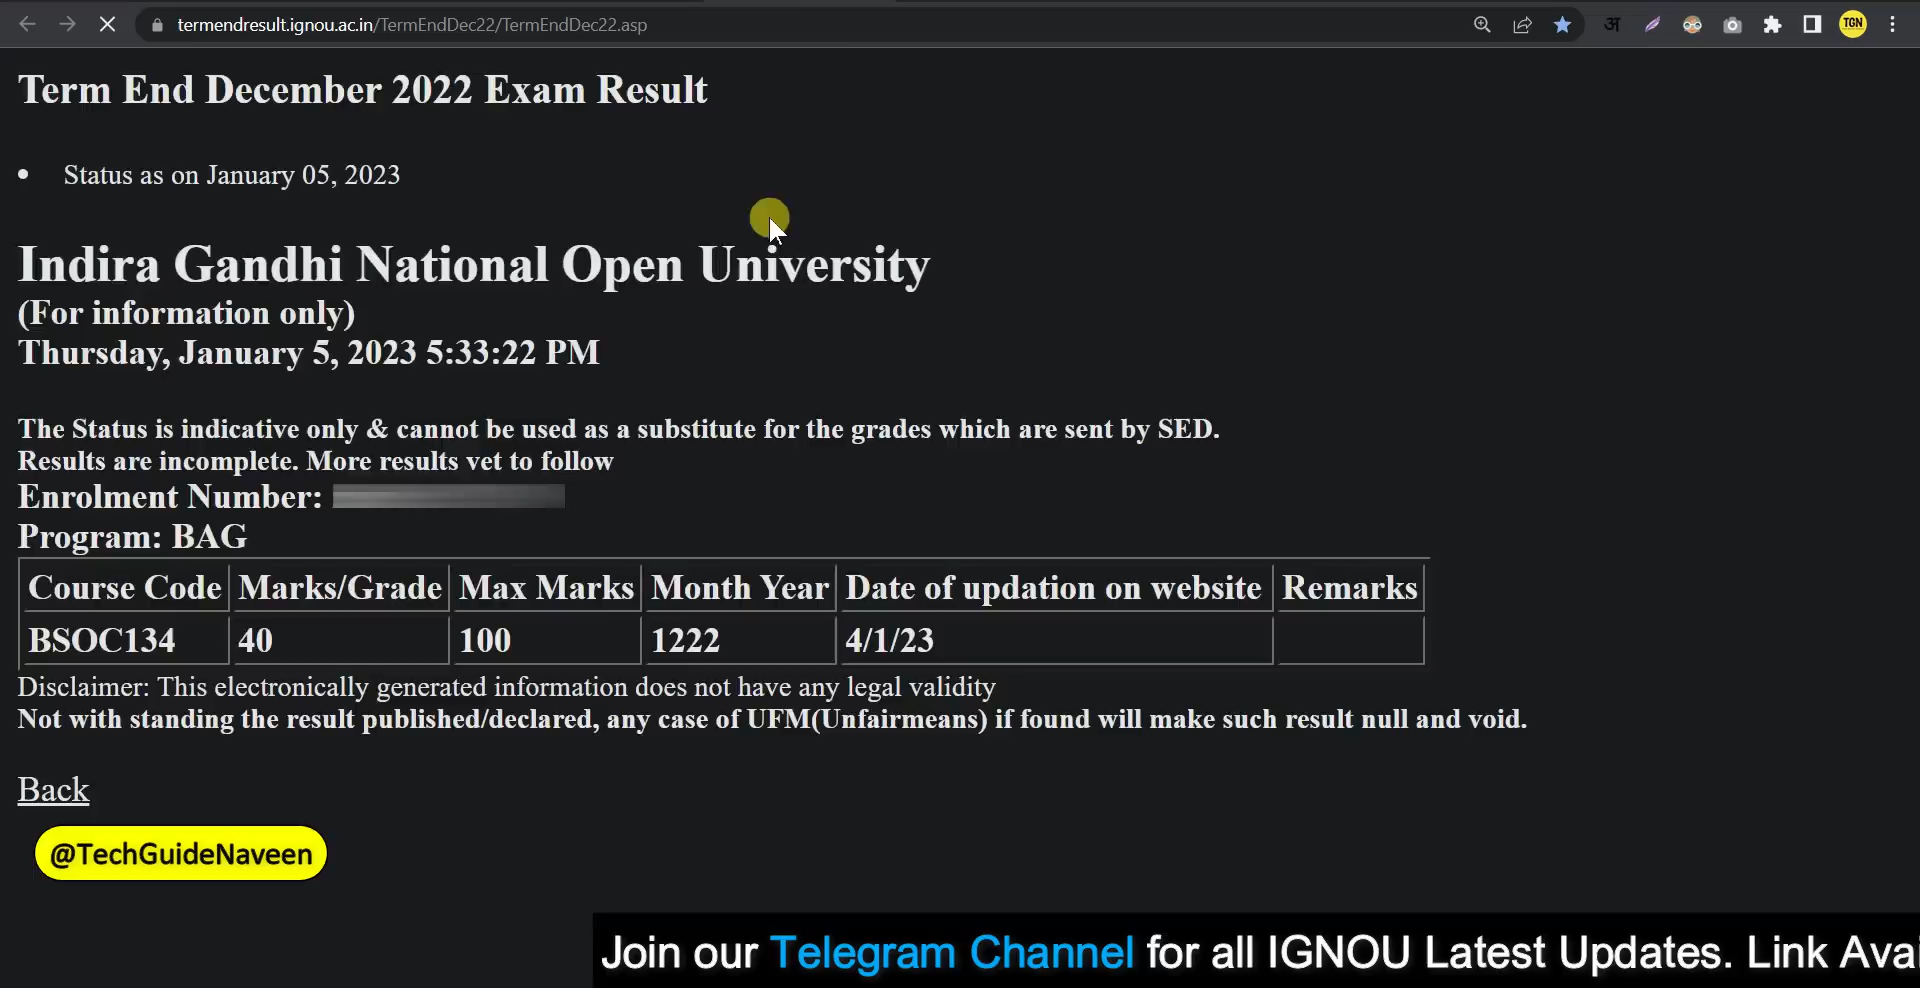 termendresult.ignou.ac.in/TermEndDec22/TermEndDec22.asp
अ
TGN
Term End December 2022 Exam Result
• Status as on January 05, 2023
Indira Gandhi National Open University
(For information only)
Thursday, January 5, 2023 5:33:22 PM
The Status is indicative only & cannot be used as a substitute for the grades which are sent by SED.
Results are incomplete. More results yet to follow
Enrolment Number:
Program: BAG
Course Code Marks/Grade Max Marks Month Year Date of updation on website Remarks
BSOC134 40 100 1222 4/1/23
Disclaimer: This electronically generated information does not have any legal validity
Not with standing the result published/declared, any case of UFM(Unfairmeans) if found will make such result null and void.
Back
@TechGuideNaveen
Join our Telegram Channel for all IGNOU Latest Updates. Link Avai